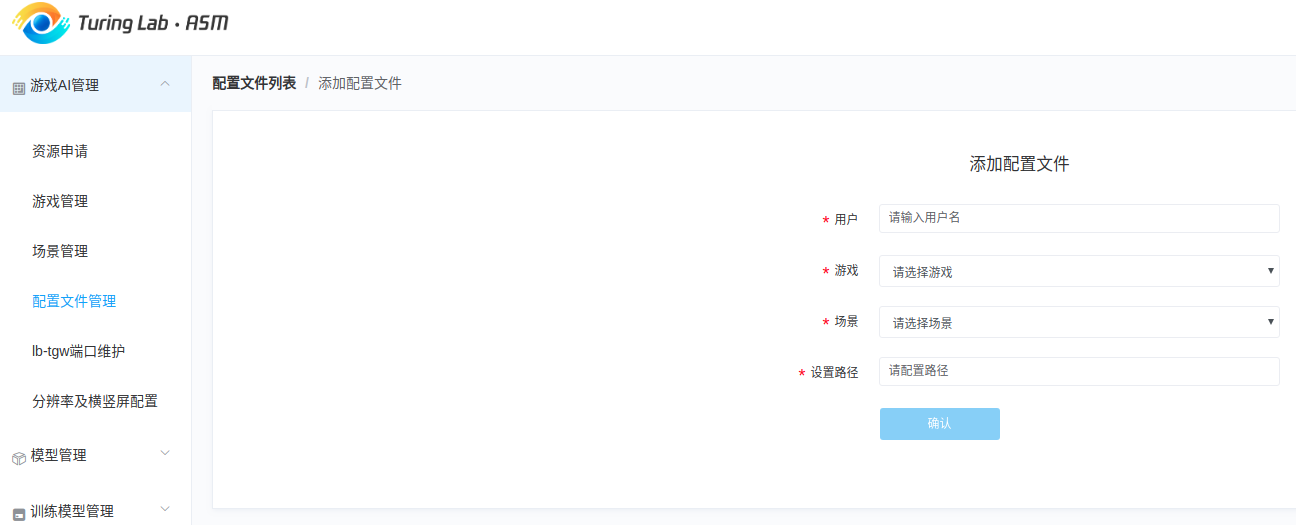 Turing Lab · ASM
游戏AI管理
资源申请
游戏管理
场景管理
配置文件管理
lb-tgw端口维护
分辨率及横竖屏配置
模型管理
训练模型管理
配置文件列表 / 添加配置文件
添加配置文件
* 用户 请输入用户名
* 游戏 请选择游戏
* 场景 请选择场景
* 设置路径 请配置路径
确认